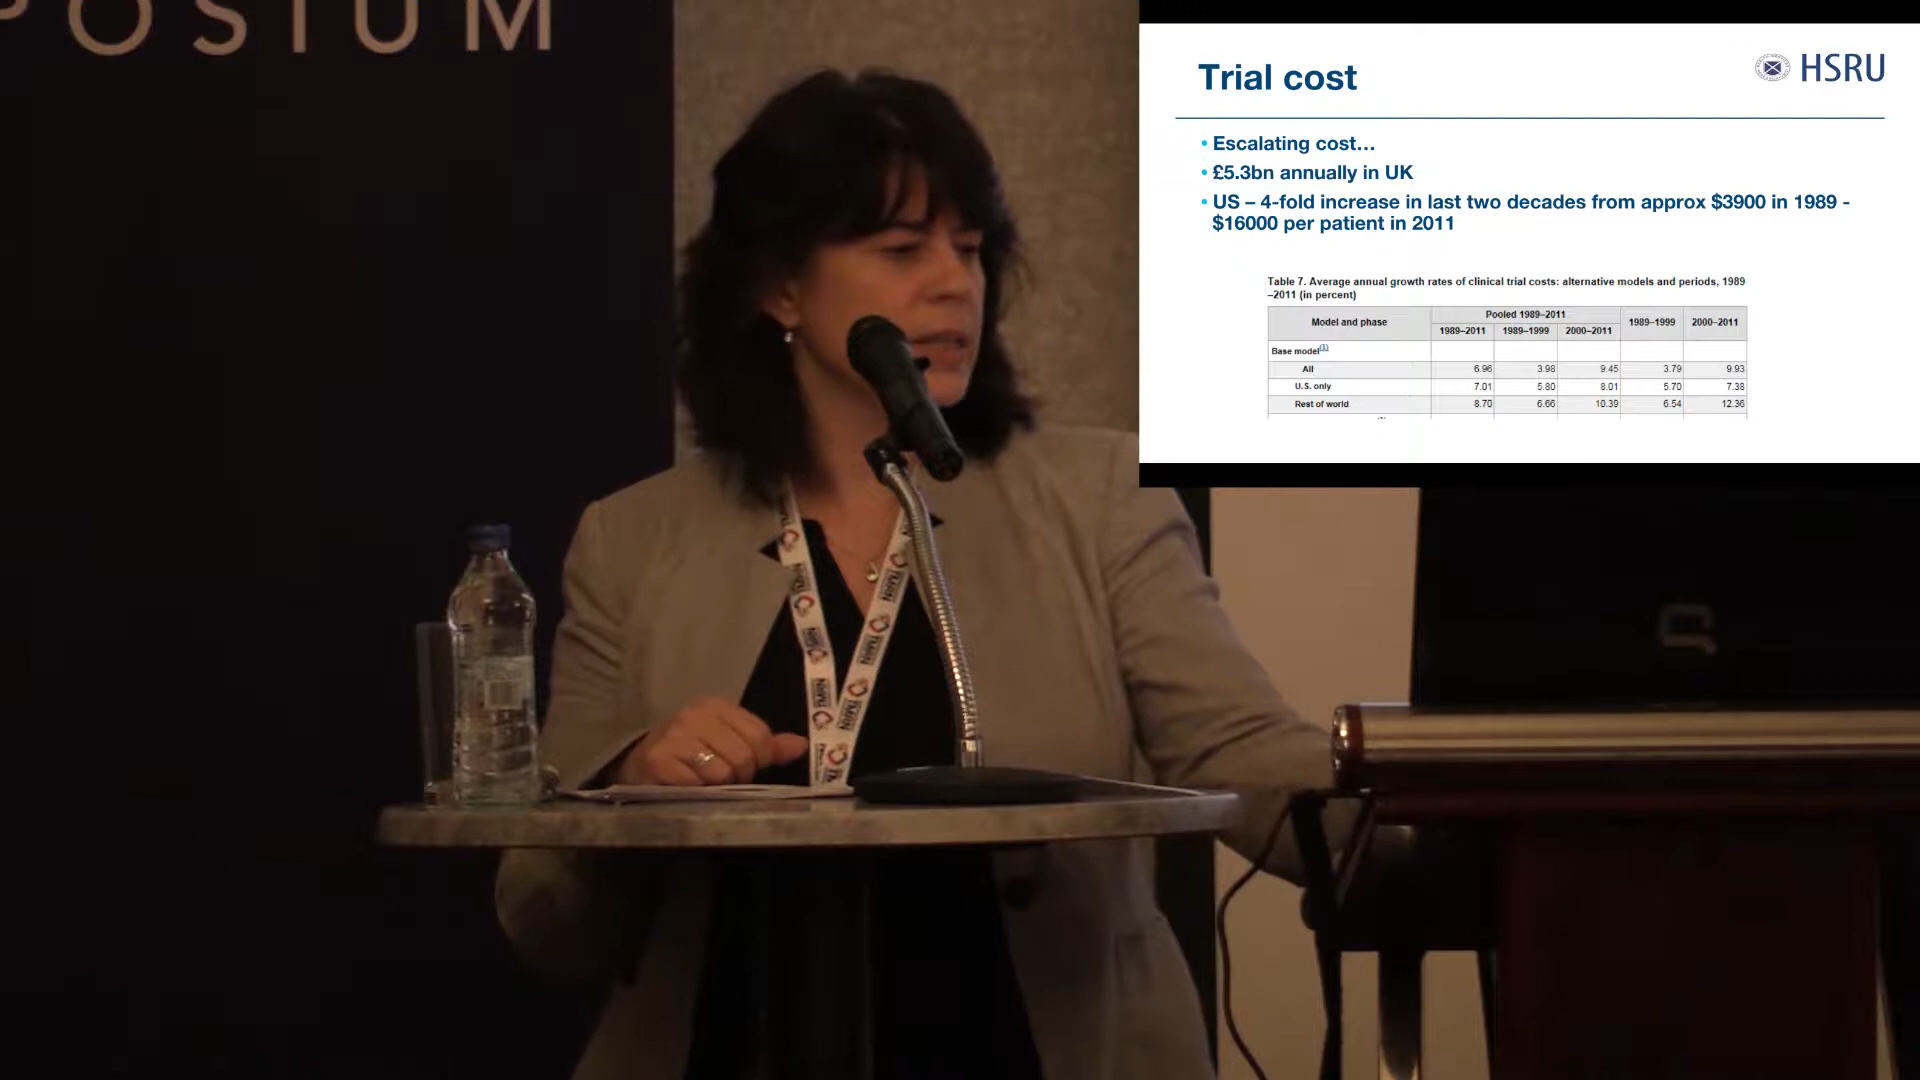 POSIUM
Trial cost
HSRU
• Escalating cost…
• £5.3bn annually in UK
• US – 4-fold increase in last two decades from approx $3900 in 1989 -
$16000 per patient in 2011
Table 7. Average annual growth rates of clinical trial costs: alternative models and periods, 1989
–2011 (in percent)
Model and phase Pooled 1989–2011 1989–1999 2000–2011
1989–2011 1989–1999 2000–2011
Base model(1)
All 6.96 3.98 9.45 3.79 9.93
U.S. only 7.01 5.80 8.01 5.70 7.38
Rest of world 8.70 6.66 10.39 6.54 12.36